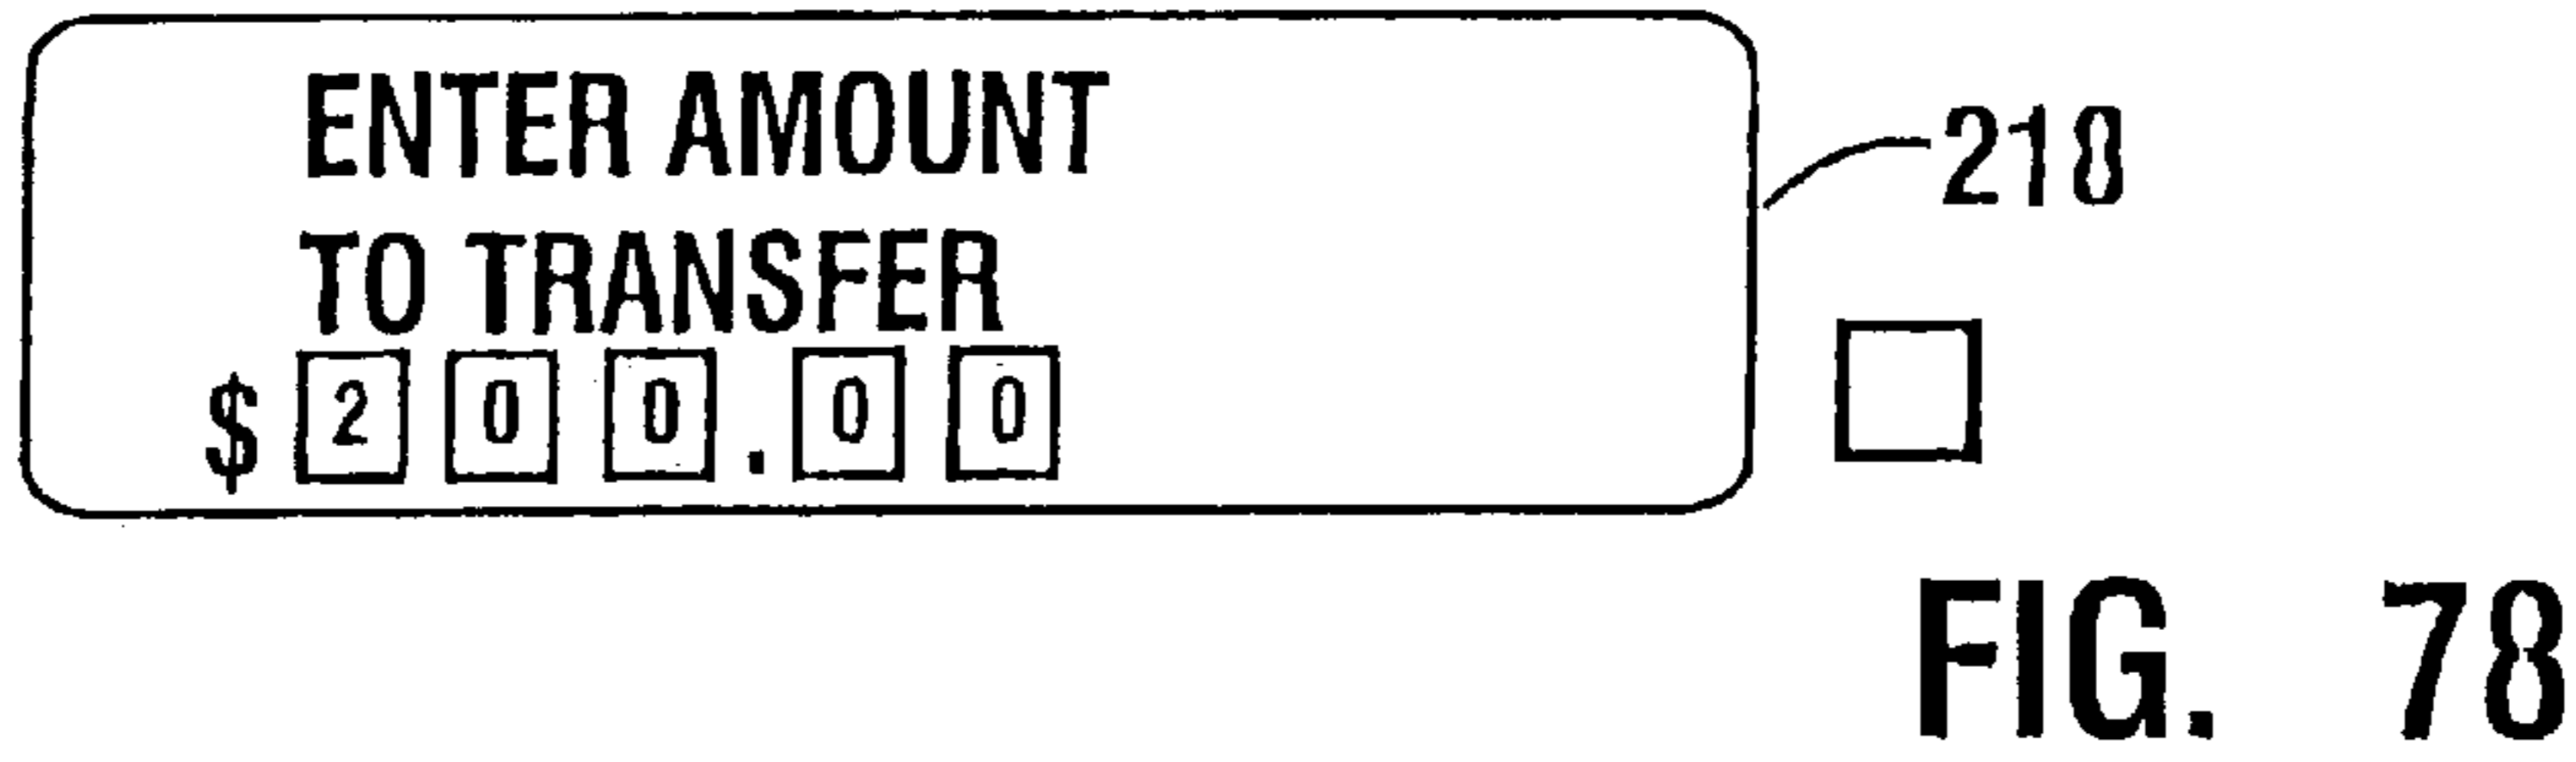 ENTER AMOUNT
218
TO TRANSFER
$ 2 0 0 . 0 0
FIG. 78